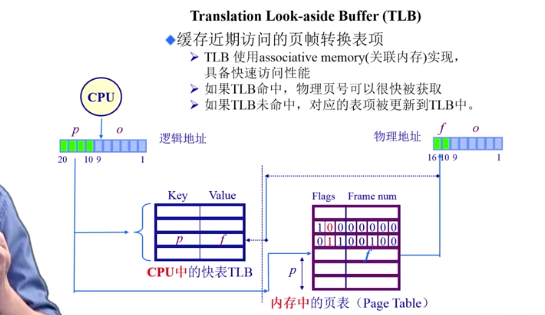 Translation Look-aside Buffer (TLB)
缓存近期访问的页帧转换表项
TLB 使用associative memory(关联内存)实现，
具备快速访问性能
如果TLB命中，物理页号可以很快被获取
如果TLB未命中，对应的表项被更新到TLB中。
CPU
p o
逻辑地址
20 10 9 1
物理地址
f o
16 10 9 1
Key Value
p f
CPU中的快表TLB
Flags Frame num
1 0 0 0 0 0 0 0
0 1 1 0 0 1 0 0
f
p
内存中的页表（Page Table）